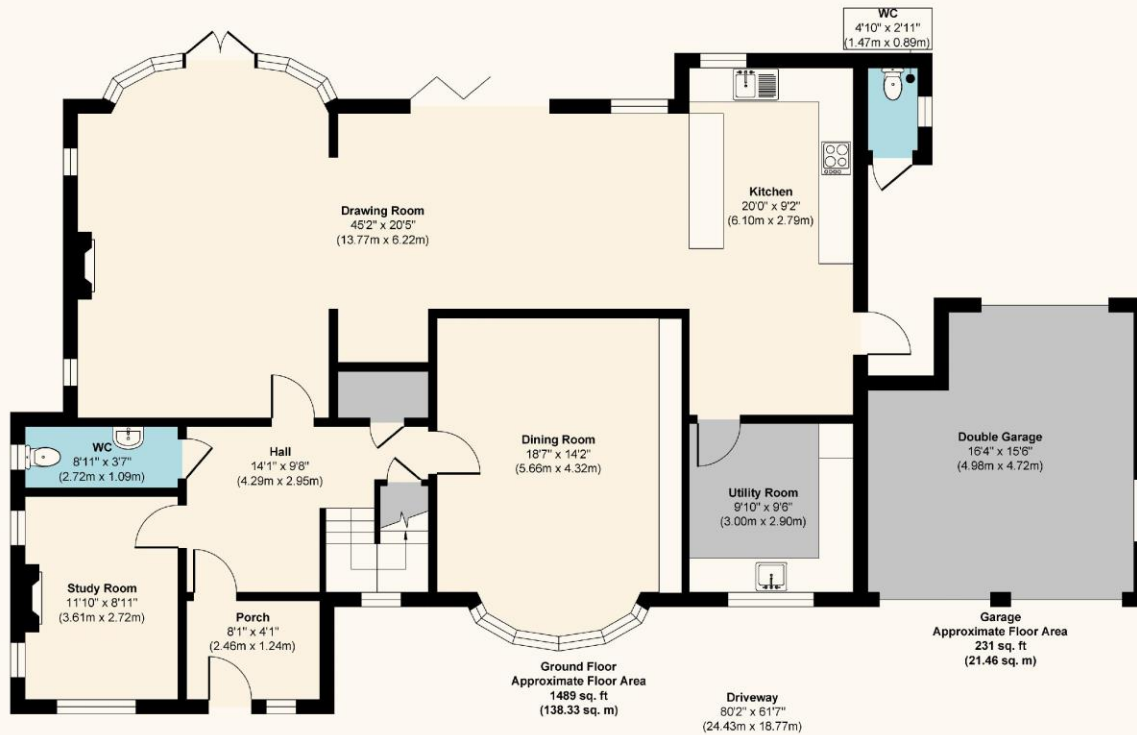 WC
4'10" x 2'11"
(1.47m x 0.89m)
Kitchen
20'0" x 9'2"
(6.10m x 2.79m)
Drawing Room
45'2" x 20'5"
(13.77m x 6.22m)
WC
8'11" x 3'7"
(2.72m x 1.09m)
Hall
14'1" x 9'8"
(4.29m x 2.95m)
Dining Room
18'7" x 14'2"
(5.66m x 4.32m)
Double Garage
16'4" x 15'6"
(4.98m x 4.72m)
Utility Room
9'10" x 9'6"
(3.00m x 2.90m)
Study Room
11'10" x 8'11"
(3.61m x 2.72m)
Porch
8'1" x 4'1"
(2.46m x 1.24m)
Garage
Approximate Floor Area
231 sq. ft
(21.46 sq. m)
Ground Floor
Approximate Floor Area
1489 sq. ft
(138.33 sq. m)
Driveway
80'2" x 61'7"
(24.43m x 18.77m)